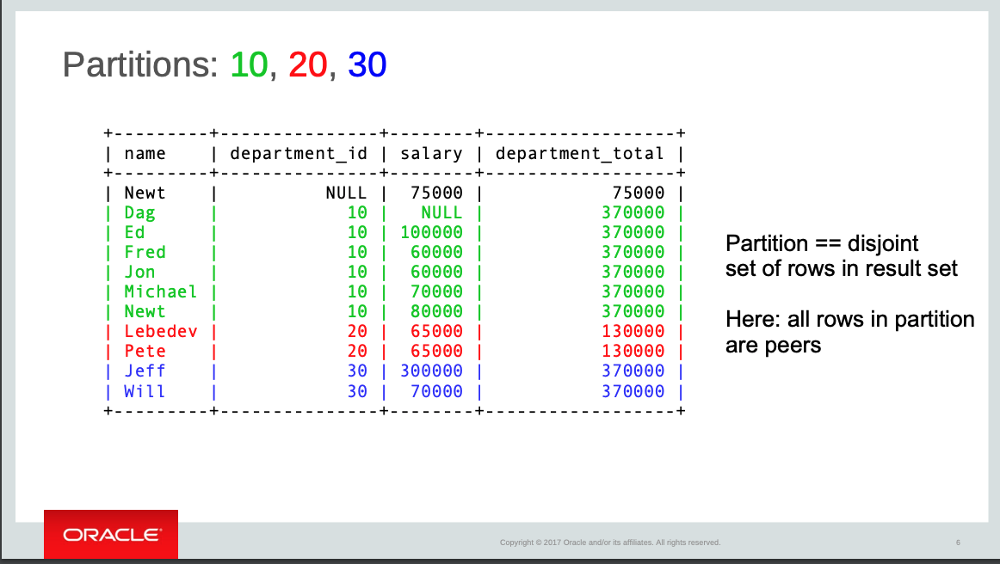 Partitions: 10, 20, 30
+---------+---------------+--------+------------------+
| name    | department_id | salary | department_total |
+---------+---------------+--------+------------------+
| Newt    |          NULL |  75000 |            75000 |
| Dag     |            10 |   NULL |           370000 |
| Ed      |            10 | 100000 |           370000 |
| Fred    |            10 |  60000 |           370000 |
| Jon     |            10 |  60000 |           370000 |
| Michael |            10 |  70000 |           370000 |
| Newt    |            10 |  80000 |           370000 |
| Lebedev |            20 |  65000 |           130000 |
| Pete    |            20 |  65000 |           130000 |
| Jeff    |            30 | 300000 |           370000 |
| Will    |            30 |  70000 |           370000 |
+---------+---------------+--------+------------------+
Partition == disjoint
set of rows in result set
Here: all rows in partition
are peers
ORACLE®
Copyright © 2017 Oracle and/or its affiliates. All rights reserved.
6